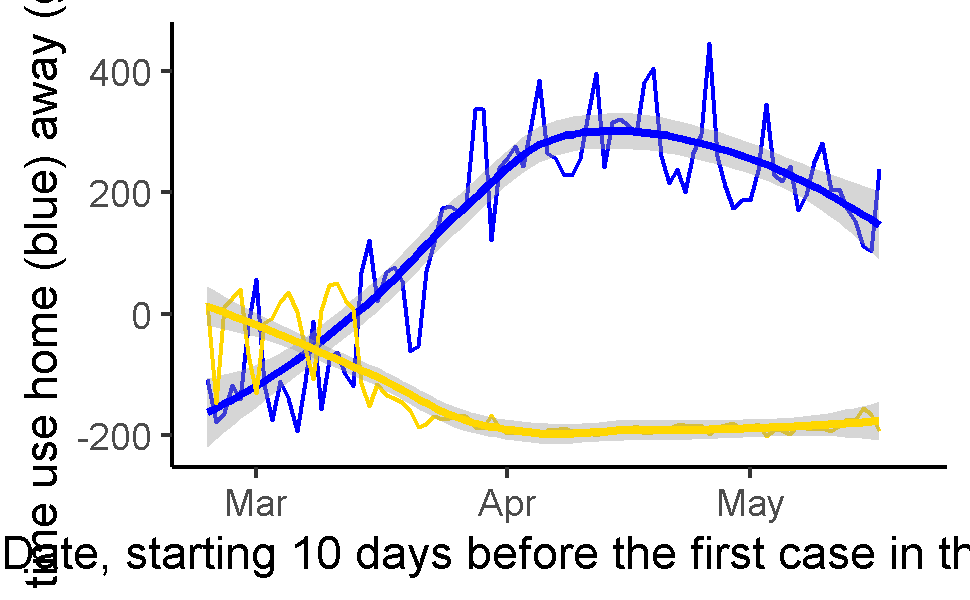 time use home (blue) away (
400
200
0
-200
Mar Apr May
Date, starting 10 days before the first case in th